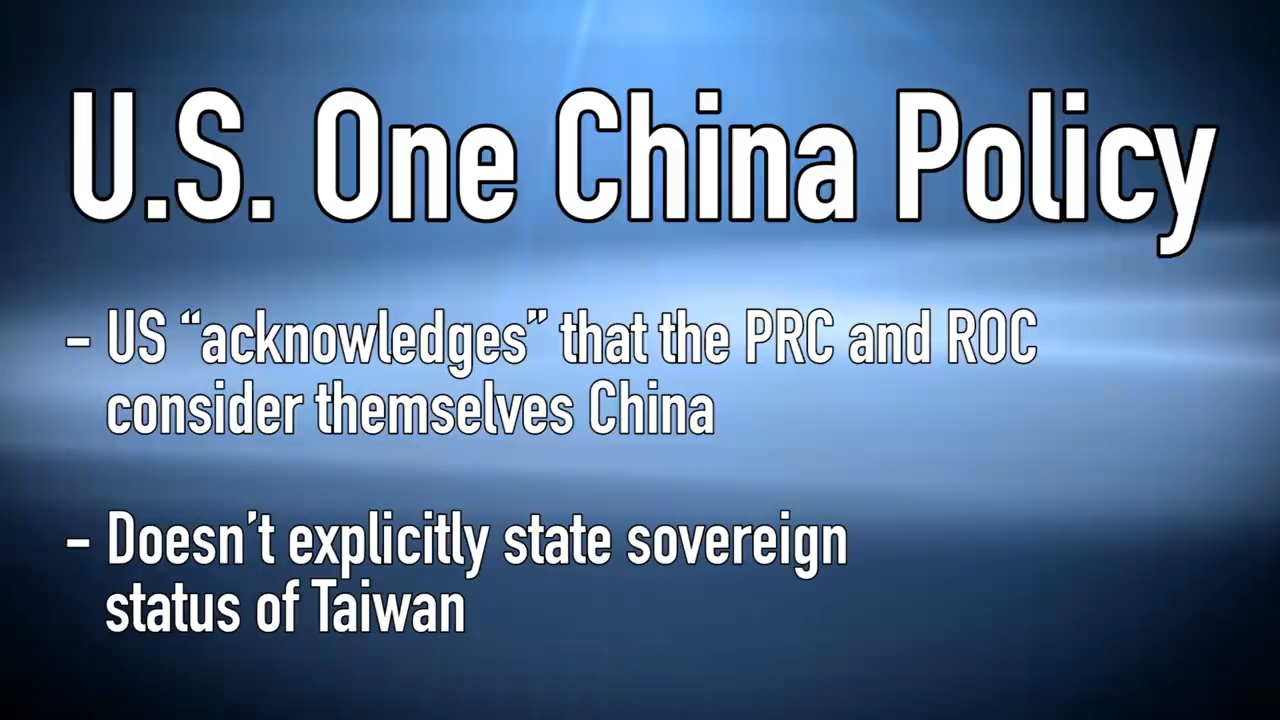 U.S. One China Policy
– US “acknowledges” that the PRC and ROC
consider themselves China
– Doesn’t explicitly state sovereign
status of Taiwan